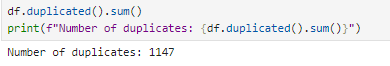 df.duplicated().sum()
print(f"Number of duplicates: {df.duplicated().sum()}")
Number of duplicates: 1147